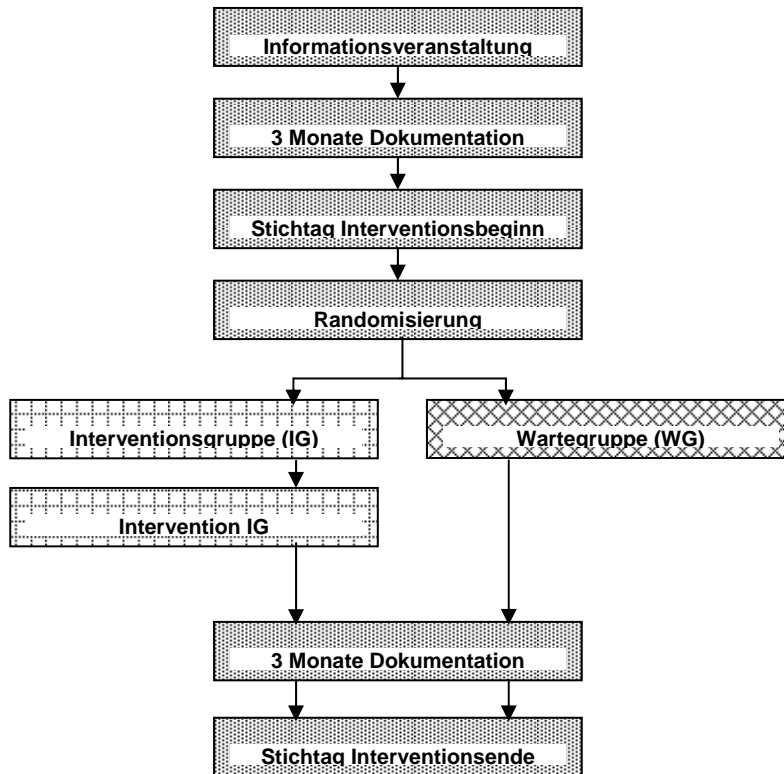 Informationsveranstaltung
3 Monate Dokumentation
Stichtag Interventionsbeginn
Randomisierung
Interventionsgruppe (IG)
Wartegruppe (WG)
Intervention IG
3 Monate Dokumentation
Stichtag Interventionsende